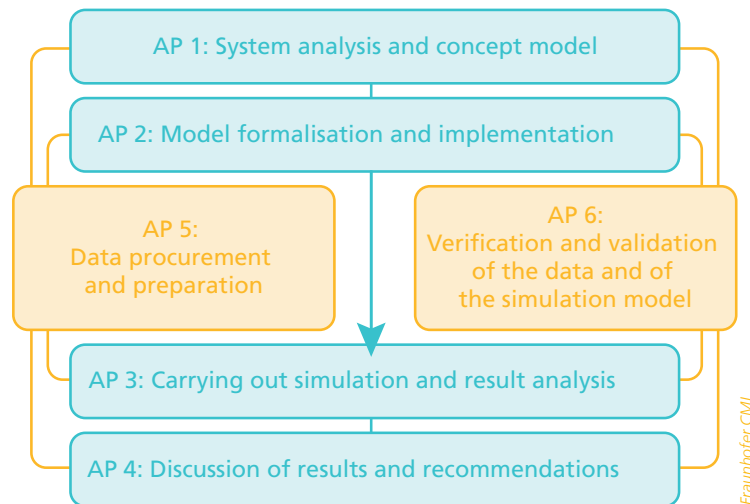 AP 1: System analysis and concept model
AP 2: Model formalisation and implementation
AP 5:
Data procurement
and preparation
AP 6:
Verification and validation
of the data and of
the simulation model
AP 3: Carrying out simulation and result analysis
AP 4: Discussion of results and recommendations
Fraunhofer CML